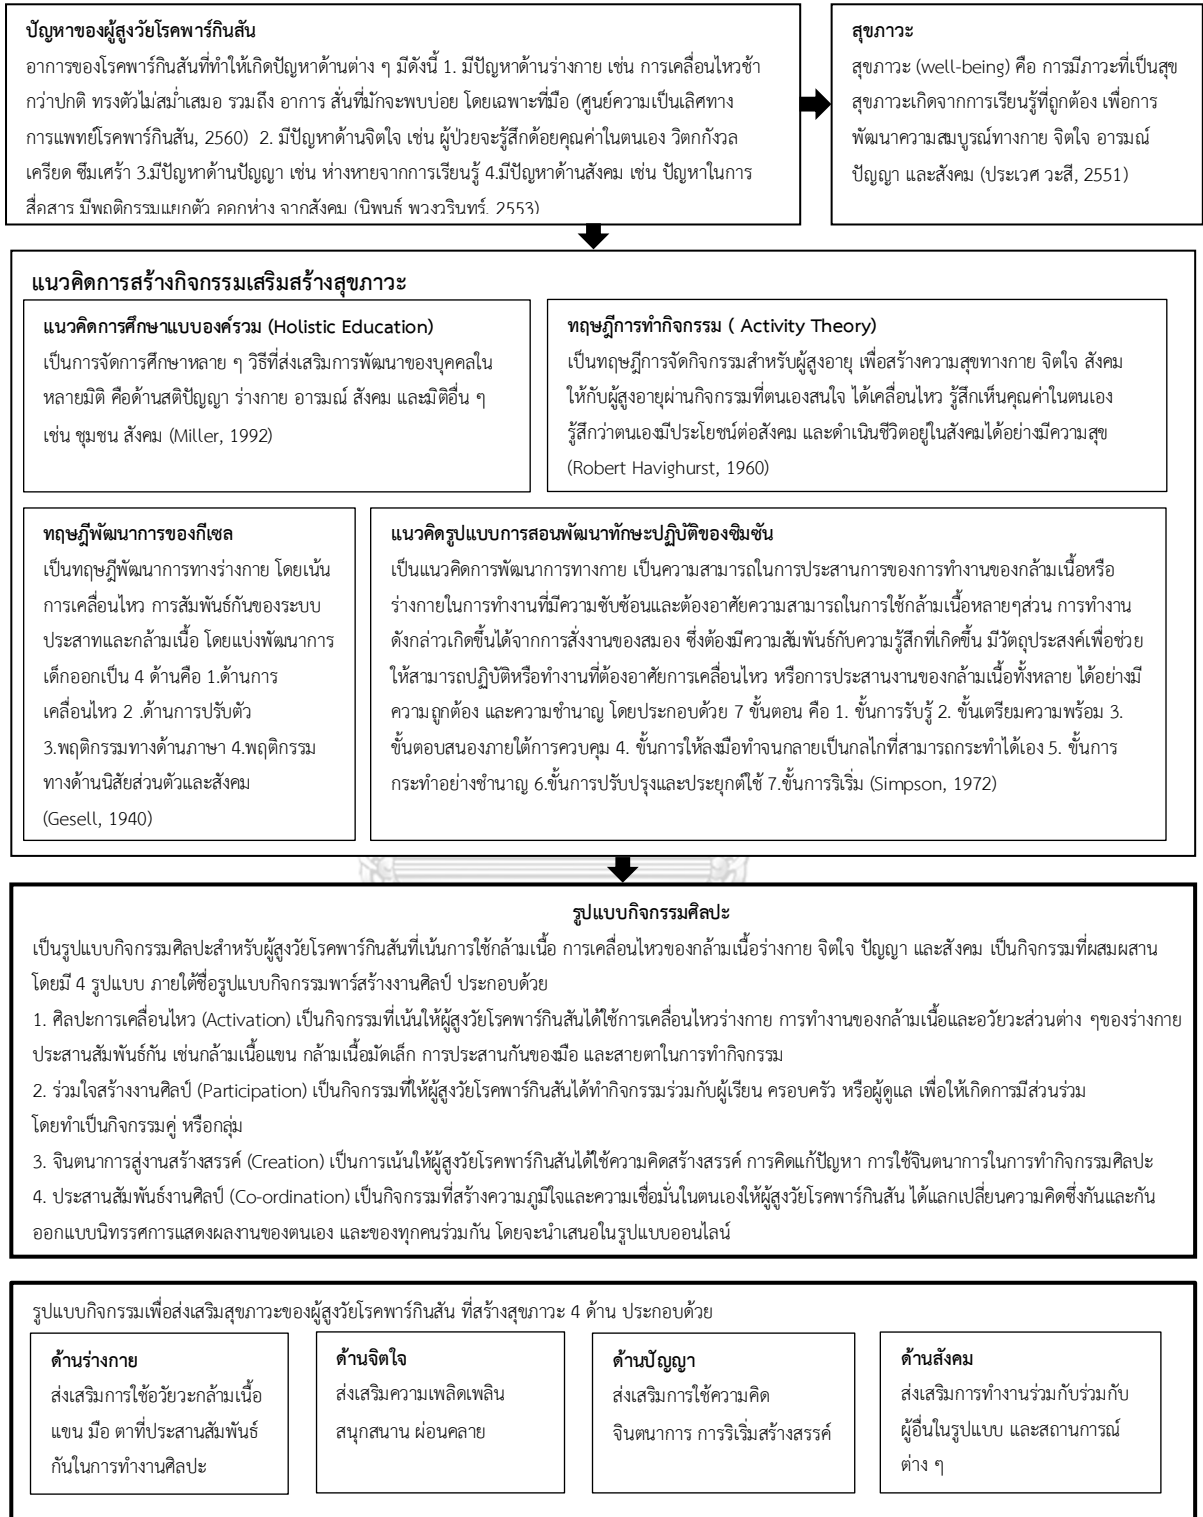 ปัญหาของผู้สูงวัยโรคพาร์กินสัน
อาการของโรคพาร์กินสันที่ทำให้เกิดปัญหาด้านต่าง ๆ มีดังนี้ 1. มีปัญหาด้านร่างกาย เช่น การเคลื่อนไหวช้า
กว่าปกติ ทรงตัวไม่สม่ำเสมอ รวมถึง อาการ สั่นที่มักจะพบบ่อย โดยเฉพาะที่มือ (ศูนย์ความเป็นเลิศทาง
การแพทย์โรคพาร์กินสัน, 2560) 2. มีปัญหาด้านจิตใจ เช่น ผู้ป่วยจะรู้สึกด้อยคุณค่าในตนเอง วิตกกังวล
เครียด ซึมเศร้า 3.มีปัญหาด้านปัญญา เช่น ห่างหายจากการเรียนรู้ 4.มีปัญหาด้านสังคม เช่น ปัญหาในการ
สื่อสาร มีพฤติกรรมแยกตัว ออกห่าง จากสังคม (นิพนธ์ พวงวรินทร์, 2553)
สุขภาวะ
สุขภาวะ (well-being) คือ การมีภาวะที่เป็นสุข
สุขภาวะเกิดจากการเรียนรู้ที่ถูกต้อง เพื่อการ
พัฒนาความสมบูรณ์ทางกาย จิตใจ อารมณ์
ปัญญา และสังคม (ประเวศ วะสี, 2551)
แนวคิดการสร้างกิจกรรมเสริมสร้างสุขภาวะ
แนวคิดการศึกษาแบบองค์รวม (Holistic Education)
เป็นการจัดการศึกษาหลาย ๆ วิธีที่ส่งเสริมการพัฒนาของบุคคลใน
หลายมิติ คือด้านสติปัญญา ร่างกาย อารมณ์ สังคม และมิติอื่น ๆ
เช่น ชุมชน สังคม (Miller, 1992)
ทฤษฎีการทำกิจกรรม ( Activity Theory)
เป็นทฤษฎีการจัดกิจกรรมสำหรับผู้สูงอายุ เพื่อสร้างความสุขทางกาย จิตใจ สังคม
ให้กับผู้สูงอายุผ่านกิจกรรมที่ตนเองสนใจ ได้เคลื่อนไหว รู้สึกเห็นคุณค่าในตนเอง
รู้สึกว่าตนเองมีประโยชน์ต่อสังคม และดำเนินชีวิตอยู่ในสังคมได้อย่างมีความสุข
(Robert Havighurst, 1960)
ทฤษฎีพัฒนาการของกีเซล
เป็นทฤษฎีพัฒนาการทางร่างกาย โดยเน้น
การเคลื่อนไหว การสัมพันธ์กันของระบบ
ประสาทและกล้ามเนื้อ โดยแบ่งพัฒนาการ
เด็กออกเป็น 4 ด้านคือ 1.ด้านการ
เคลื่อนไหว 2 .ด้านการปรับตัว
3.พฤติกรรมทางด้านภาษา 4.พฤติกรรม
ทางด้านนิสัยส่วนตัวและสังคม
(Gesell, 1940)
แนวคิดรูปแบบการสอนพัฒนาทักษะปฏิบัติของซิมซัน
เป็นแนวคิดการพัฒนาการทางกาย เป็นความสามารถในการประสานการของการทำงานของกล้ามเนื้อหรือ
ร่างกายในการทำงานที่มีความซับซ้อนและต้องอาศัยความสามารถในการใช้กล้ามเนื้อหลายๆส่วน การทำงาน
ดังกล่าวเกิดขึ้นได้จากการสั่งงานของสมอง ซึ่งต้องมีความสัมพันธ์กับความรู้สึกที่เกิดขึ้น มีวัตถุประสงค์เพื่อช่วย
ให้สามารถปฏิบัติหรือทำงานที่ต้องอาศัยการเคลื่อนไหว หรือการประสานงานของกล้ามเนื้อทั้งหลาย ได้อย่างมี
ความถูกต้อง และความชำนาญ โดยประกอบด้วย 7 ขั้นตอน คือ 1. ขั้นการรับรู้ 2. ขั้นเตรียมความพร้อม 3.
ขั้นตอบสนองภายใต้การควบคุม 4. ขั้นการให้ลงมือทำจนกลายเป็นกลไกที่สามารถกระทำได้เอง 5. ขั้นการ
กระทำอย่างชำนาญ 6.ขั้นการปรับปรุงและประยุกต์ใช้ 7.ขั้นการริเริ่ม (Simpson, 1972)
รูปแบบกิจกรรมศิลปะ
เป็นรูปแบบกิจกรรมศิลปะสำหรับผู้สูงวัยโรคพาร์กินสันที่เน้นการใช้กล้ามเนื้อ การเคลื่อนไหวของกล้ามเนื้อร่างกาย จิตใจ ปัญญา และสังคม เป็นกิจกรรมที่ผสมผสาน
โดยมี 4 รูปแบบ ภายใต้ชื่อรูปแบบกิจกรรมพาร์สร้างงานศิลป์ ประกอบด้วย
1. ศิลปะการเคลื่อนไหว (Activation) เป็นกิจกรรมที่เน้นให้ผู้สูงวัยโรคพาร์กินสันได้ใช้การเคลื่อนไหวร่างกาย การทำงานของกล้ามเนื้อและอวัยวะส่วนต่าง ๆของร่างกาย
ประสานสัมพันธ์กัน เช่นกล้ามเนื้อแขน กล้ามเนื้อมัดเล็ก การประสานกันของมือ และสายตาในการทำกิจกรรม
2. ร่วมใจสร้างงานศิลป์ (Participation) เป็นกิจกรรมที่ให้ผู้สูงวัยโรคพาร์กินสันได้ทำกิจกรรมร่วมกับผู้เรียน ครอบครัว หรือผู้ดูแล เพื่อให้เกิดการมีส่วนร่วม
โดยทำเป็นกิจกรรมคู่ หรือกลุ่ม
3. จินตนาการสู่งานสร้างสรรค์ (Creation) เป็นการเน้นให้ผู้สูงวัยโรคพาร์กินสันได้ใช้ความคิดสร้างสรรค์ การคิดแก้ปัญหา การใช้จินตนาการในการทำกิจกรรมศิลปะ
4. ประสานสัมพันธ์งานศิลป์ (Co-ordination) เป็นกิจกรรมที่สร้างความภูมิใจและความเชื่อมั่นในตนเองให้ผู้สูงวัยโรคพาร์กินสัน ได้แลกเปลี่ยนความคิดซึ่งกันและกัน
ออกแบบนิทรรศการแสดงผลงานของตนเอง และของทุกคนร่วมกัน โดยจะนำเสนอในรูปแบบออนไลน์
รูปแบบกิจกรรมเพื่อส่งเสริมสุขภาวะของผู้สูงวัยโรคพาร์กินสัน ที่สร้างสุขภาวะ 4 ด้าน ประกอบด้วย
ด้านร่างกาย
ส่งเสริมการใช้อวัยวะกล้ามเนื้อ
แขน มือ ตาที่ประสานสัมพันธ์
กันในการทำงานศิลปะ
ด้านจิตใจ
ส่งเสริมความเพลิดเพลิน
สนุกสนาน ผ่อนคลาย
ด้านปัญญา
ส่งเสริมการใช้ความคิด
จินตนาการ การริเริ่มสร้างสรรค์
ด้านสังคม
ส่งเสริมการทำงานร่วมกับร่วมกับ
ผู้อื่นในรูปแบบ และสถานการณ์
ต่าง ๆ